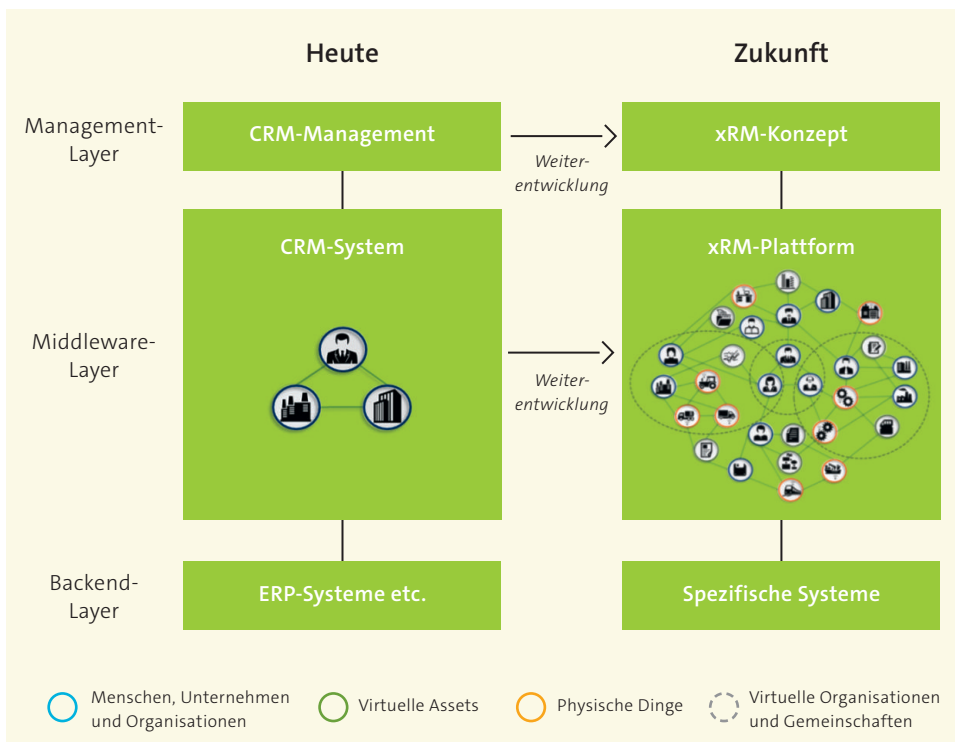 Heute
Zukunft
Management-
Layer
CRM-Management
Weiter-
entwicklung
xRM-Konzept
Middleware-
Layer
CRM-System
Weiter-
entwicklung
xRM-Plattform
Backend-
Layer
ERP-Systeme etc.
Spezifische Systeme
Menschen, Unternehmen
und Organisationen
Virtuelle Assets
Physische Dinge
Virtuelle Organisationen
und Gemeinschaften